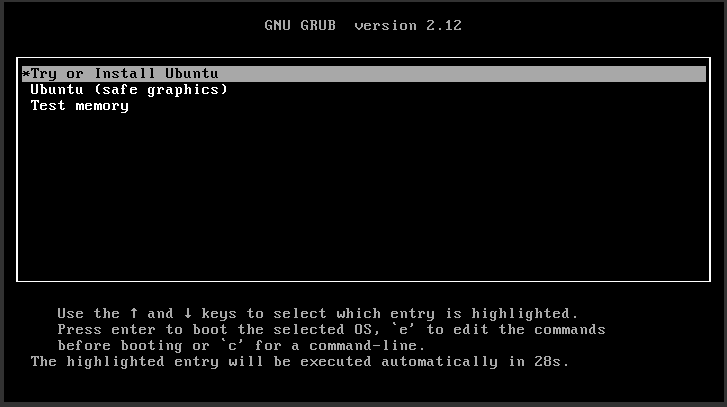 GNU GRUB  version 2.12
*Try or Install Ubuntu
Ubuntu (safe graphics)
Test memory
Use the ↑ and ↓ keys to select which entry is highlighted.
Press enter to boot the selected OS, `e' to edit the commands
before booting or `c' for a command-line.
The highlighted entry will be executed automatically in 28s.